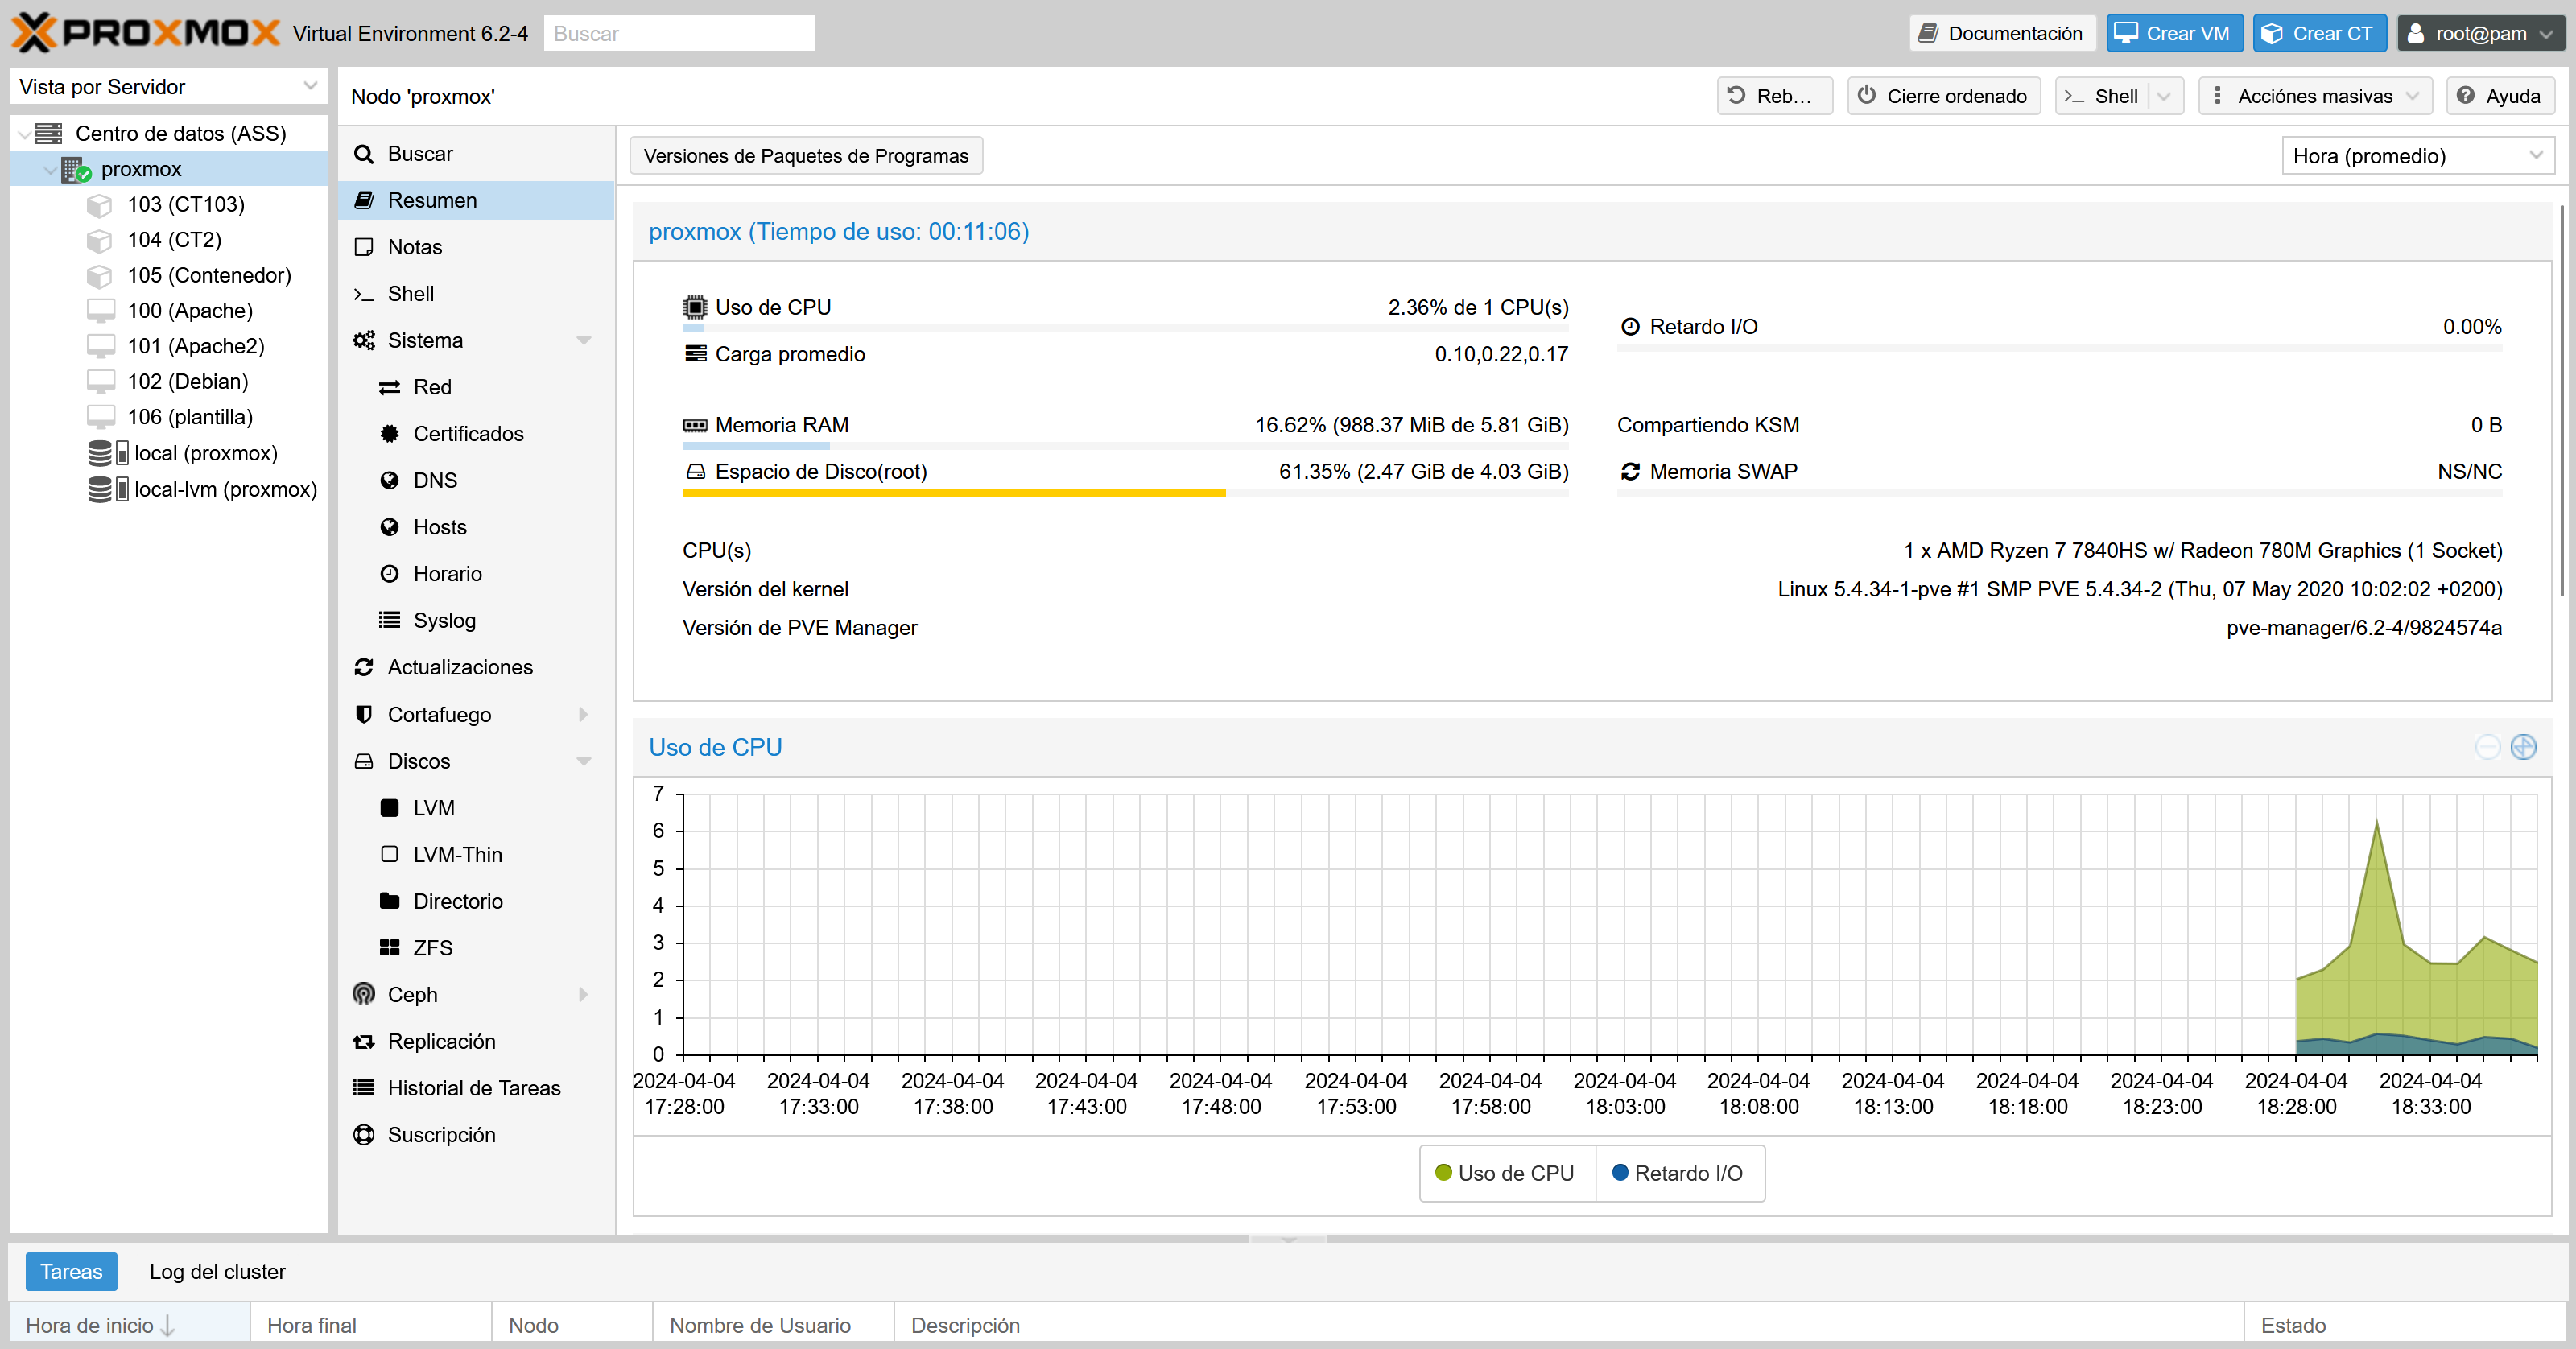 PROXMOX Virtual Environment 6.2-4 Buscar Documentación Crear VM Crear CT root@pam
Vista por Servidor
Centro de datos (ASS)
proxmox
103 (CT103)
104 (CT2)
105 (Contenedor)
100 (Apache)
101 (Apache2)
102 (Debian)
106 (plantilla)
local (proxmox)
local-lvm (proxmox)
Nodo 'proxmox' Reb... Cierre ordenado >_ Shell Acciónes masivas Ayuda
Buscar
Resumen
Notas
>_ Shell
Sistema
Red
Certificados
DNS
Hosts
Horario
Syslog
Actualizaciones
Cortafuego
Discos
LVM
LVM-Thin
Directorio
ZFS
Ceph
Replicación
Historial de Tareas
Suscripción
Versiones de Paquetes de Programas Hora (promedio)
proxmox (Tiempo de uso: 00:11:06)
Uso de CPU 2.36% de 1 CPU(s)
Carga promedio 0.10,0.22,0.17
Retardo I/O 0.00%
Memoria RAM 16.62% (988.37 MiB de 5.81 GiB)
Espacio de Disco(root) 61.35% (2.47 GiB de 4.03 GiB)
Compartiendo KSM 0 B
Memoria SWAP NS/NC
CPU(s) 1 x AMD Ryzen 7 7840HS w/ Radeon 780M Graphics (1 Socket)
Versión del kernel Linux 5.4.34-1-pve #1 SMP PVE 5.4.34-2 (Thu, 07 May 2020 10:02:02 +0200)
Versión de PVE Manager pve-manager/6.2-4/9824574a
Uso de CPU
7
6
5
4
3
2
1
0
2024-04-04 2024-04-04 2024-04-04 2024-04-04 2024-04-04 2024-04-04 2024-04-04 2024-04-04 2024-04-04 2024-04-04 2024-04-04 2024-04-04 2024-04-04 2024-04-04
17:28:00 17:33:00 17:38:00 17:43:00 17:48:00 17:53:00 17:58:00 18:03:00 18:08:00 18:13:00 18:18:00 18:23:00 18:28:00 18:33:00
Uso de CPU Retardo I/O
Tareas Log del cluster
Hora de inicio Hora final Nodo Nombre de Usuario Descripción Estado